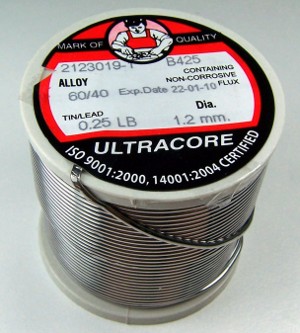 MARK OF QUALITY
2123019-1 B425
ALLOY CONTAINING
NON-CORROSIVE
60/40 Exp.Date 22-01-10 FLUX
TIN/LEAD Dia.
0.25 LB 1.2 mm.
ULTRACORE
ISO 9001:2000, 14001:2004 CERTIFIED